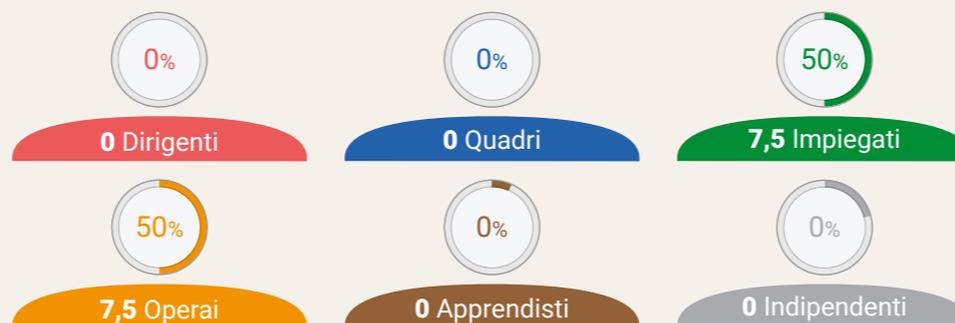 0%
0%
50%
0 Dirigenti
0 Quadri
7,5 Impiegati
50%
0%
0%
7,5 Operai
0 Apprendisti
0 Indipendenti